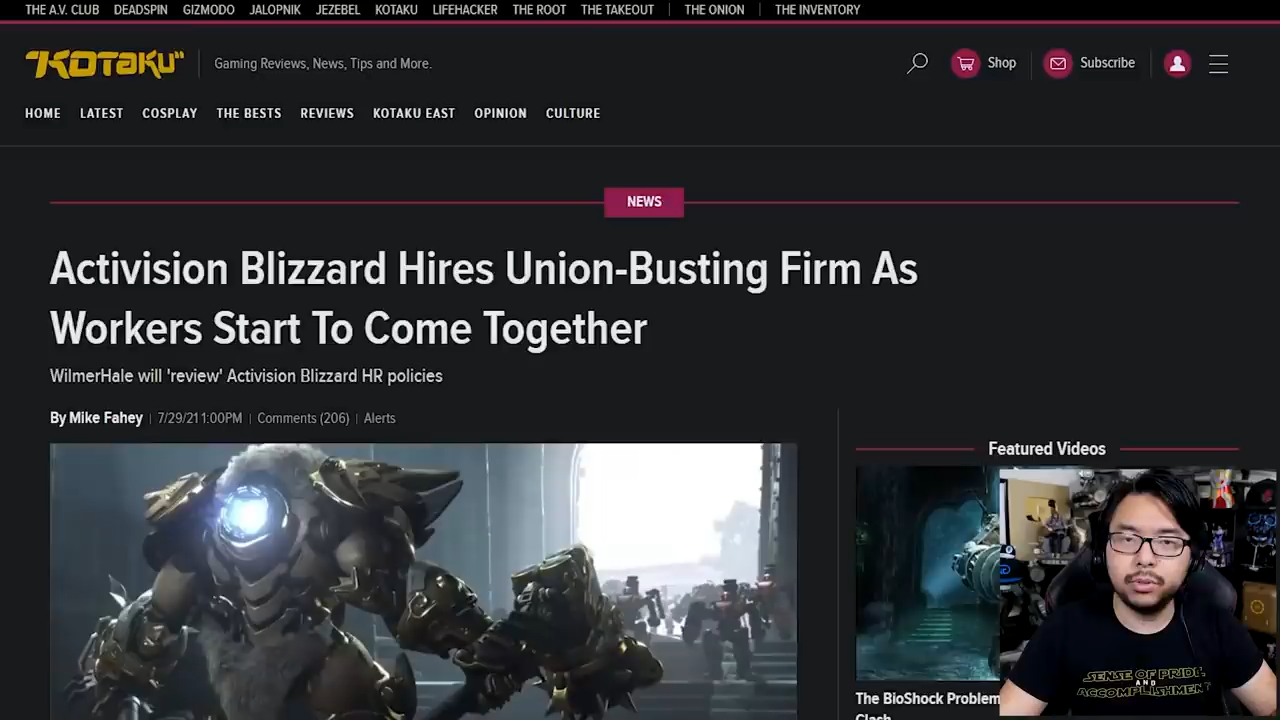 THE A.V. CLUB DEADSPIN GIZMODO JALOPNIK JEZEBEL KOTAKU LIFEHACKER THE ROOT THE TAKEOUT THE ONION THE INVENTORY
"KOTAKU"
Gaming Reviews, News, Tips and More.
Shop
Subscribe
HOME LATEST COSPLAY THE BESTS REVIEWS KOTAKU EAST OPINION CULTURE
NEWS
Activision Blizzard Hires Union-Busting Firm As
Workers Start To Come Together
WilmerHale will 'review' Activision Blizzard HR policies
By Mike Fahey 7/29/21 1:00PM Comments (206) Alerts
Featured Videos
The BioShock Problem
Clash
SENSE OF PRIDE
AND
ACCOMPLISHMENT